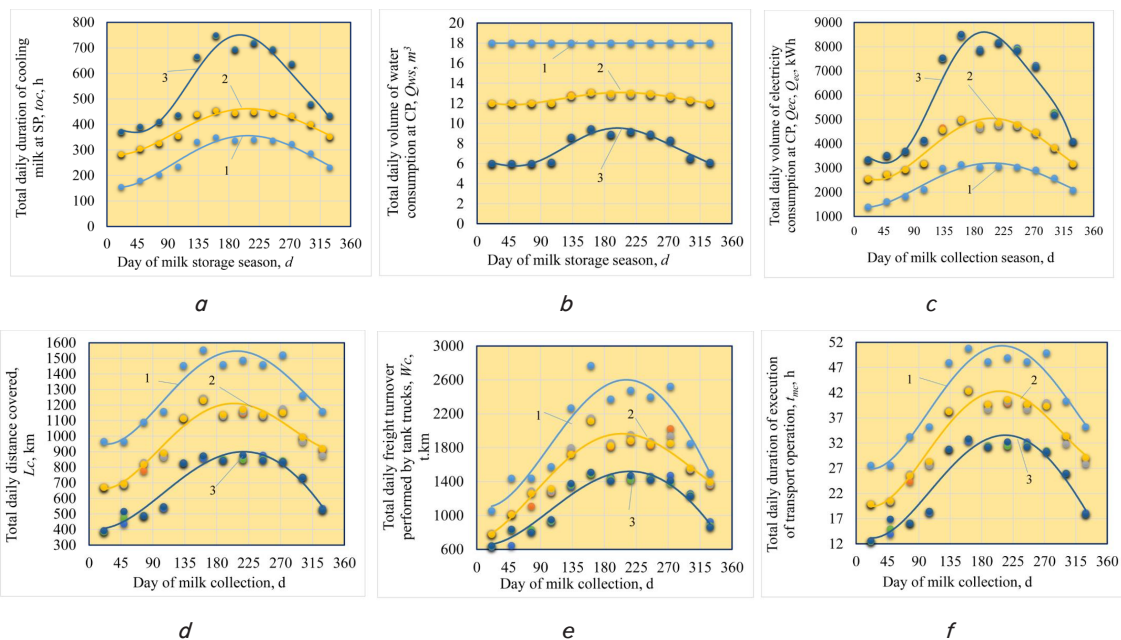 Total daily duration of cooling
milk at SP, toc, h
800
700
600
500
400
300
200
100
0
3
2
1
0 45 90 135 180 225 270 315 360
Day of milk storage season, d
a
Total daily volume of water
consumption at CP, Qws, m³
20
18
16
14
12
10
8
6
4
2
0
1
2
3
0 45 90 135 180 225 270 315 360
Day of milk storage season, d
b
Total daily volume of electricity
consumption at CP, Qec, Qec, kWh
9000
8000
7000
6000
5000
4000
3000
2000
1000
3
2
1
0 45 90 135 180 225 270 315 360
Day of milk collection season, d
c
Total daily distance covered,
Lc, km
1600
1500
1400
1300
1200
1100
1000
900
800
700
600
500
400
300
1
2
3
0 45 90 135 180 225 270 315 360
Day of milk collection, d
d
Total daily freight turnover
performed by tank trucks, Wc,
t.km
3000
2600
2200
1800
1400
1000
600
1
2
3
0 45 90 135 180 225 270 315 360
Day of milk collection, d
e
Total daily duration of execution
of transport operation, tmc, h
52
47
42
37
32
27
22
17
12
1
2
3
0 45 90 135 180 225 270 315 360
Day of milk collection, d
f